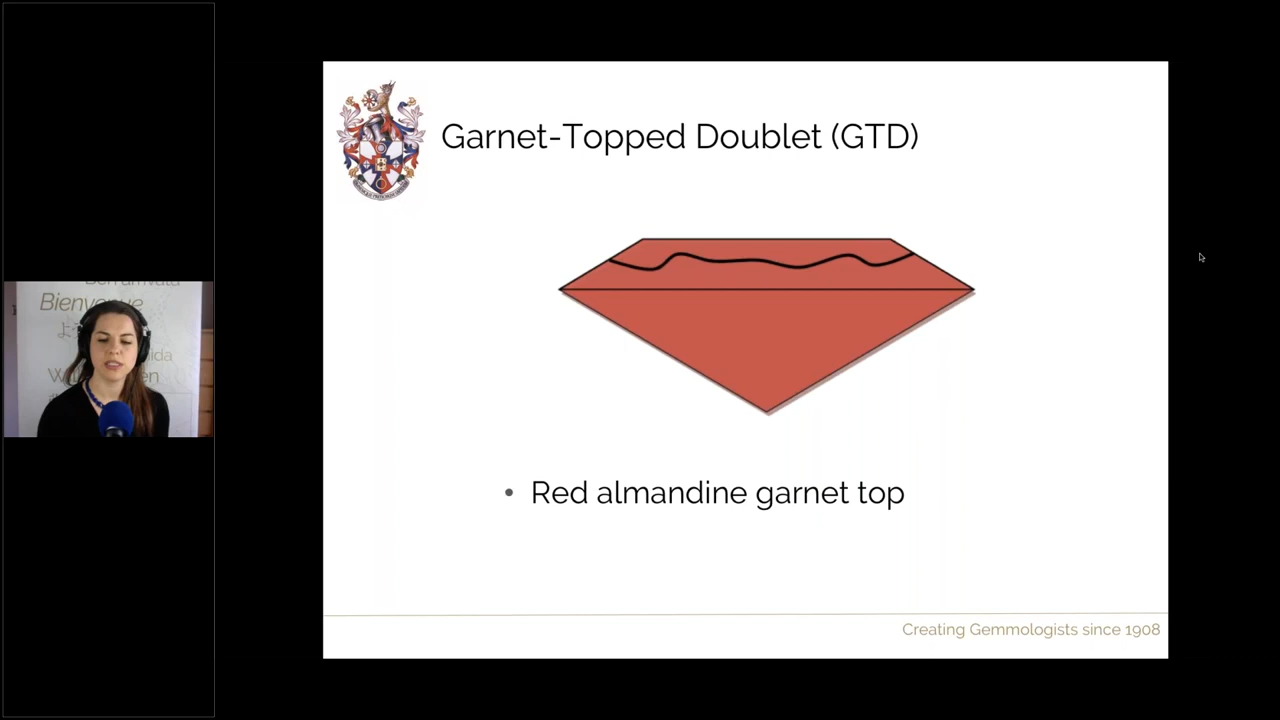 Garnet-Topped Doublet (GTD)
• Red almandine garnet top
Creating Gemmologists since 1908
Bienvenue